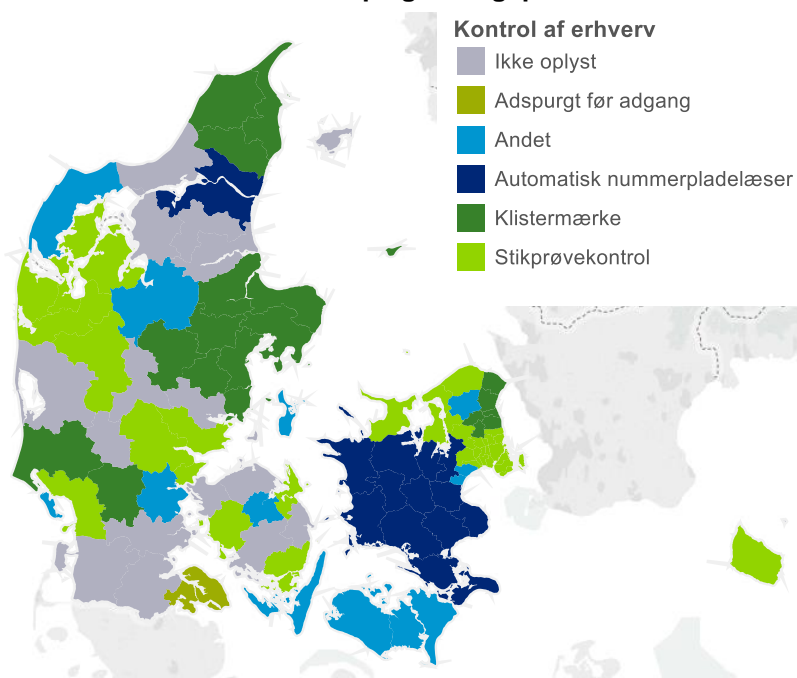 Kontrol af erhverv
Ikke oplyst
Adspurgt før adgang
Andet
Automatisk nummerpladelæser
Klistermærke
Stikprøvekontrol